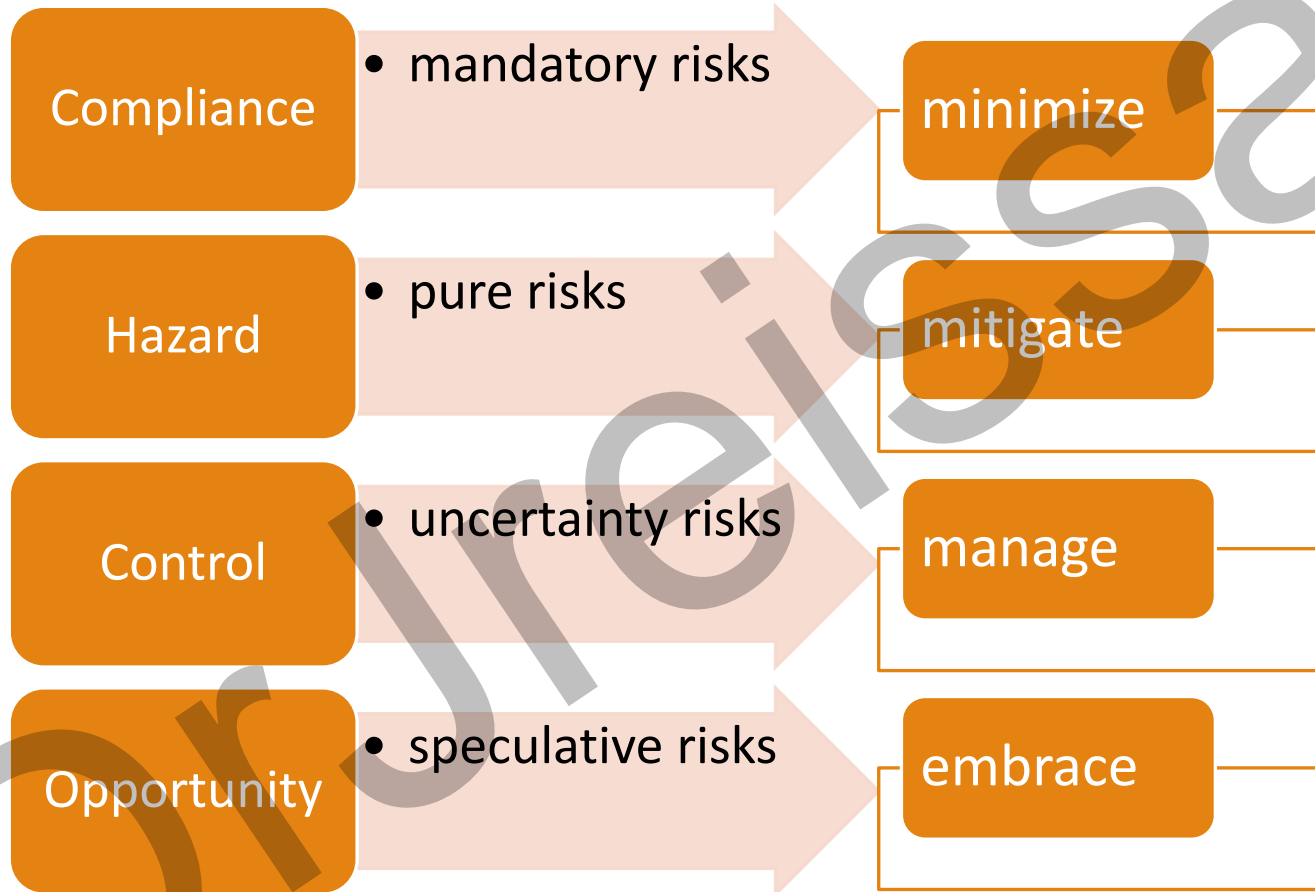 Compliance
• mandatory risks
minimize
Hazard
• pure risks
mitigate
Control
• uncertainty risks
manage
Opportunity
• speculative risks
embrace